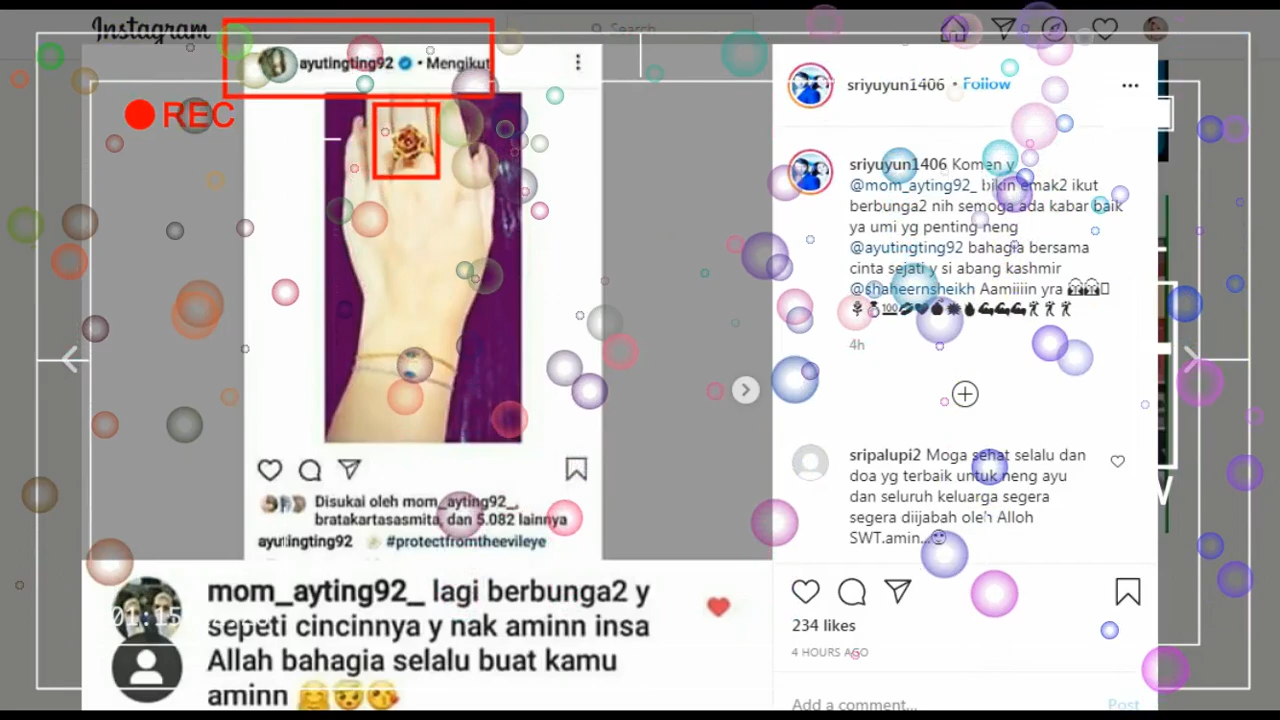 Instagram
Search
ayutingting92 • Mengikut
REC
Disukai oleh mom_ayting92_,
bratakartasasmita, dan 5.082 lainnya
ayutingting92 #protectfromtheevileye
mom_ayting92_ lagi berbunga2 y
sepeti cincinnya y nak aminn insa
Allah bahagia selalu buat kamu
aminn 🤗😇😘
sriyuyun1406 • Follow
sriyuyun1406 Komen y
@mom_ayting92_ bikin emak2 ikut
berbunga2 nih semoga ada kabar baik
ya umi yg penting neng
@ayutingting92 bahagia bersama
cinta sejati y si abang kashmir
@shaheernsheikh Aamiiiin yra
4h
sripalupi2 Moga sehat selalu dan
doa yg terbaik untuk neng ayu
dan seluruh keluarga segera
segera diijabah oleh Alloh
SWT.amin...
234 likes
4 HOURS AGO
Add a comment...
Post